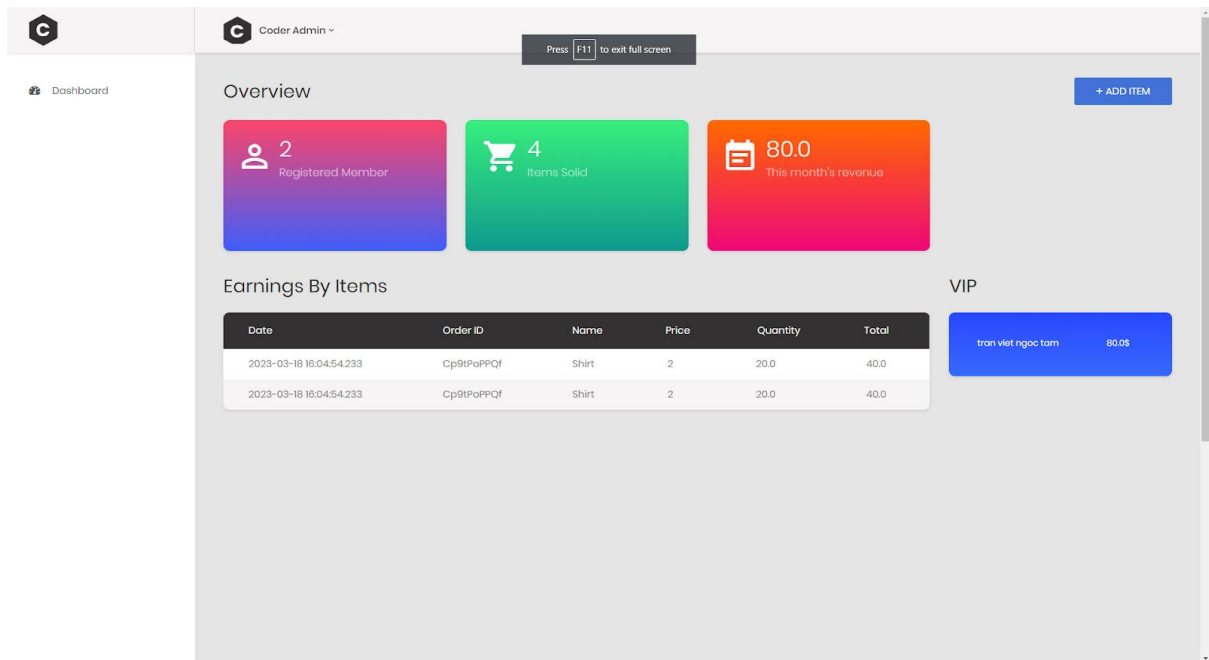 C
C Coder Admin
Press F11 to exit full screen
Dashboard
Overview
+ ADD ITEM
2
Registered Member
4
Items Solid
80.0
This month's revenue
Earnings By Items
VIP
Date Order ID Name Price Quantity Total
2023-03-18 16:04:54.233 Cp9tPoPPQf Shirt 2 20.0 40.0
2023-03-18 16:04:54.233 Cp9tPoPPQf Shirt 2 20.0 40.0
tran viet ngoc tam 80.0$